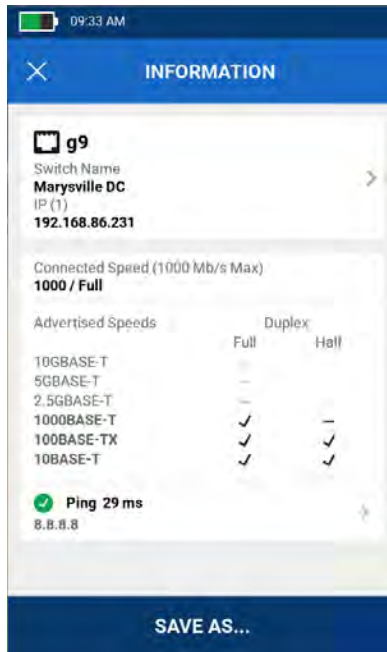 09:33 AM
INFORMATION
g9
Switch Name
Marysville DC
IP (1)
192.168.86.231
Connected Speed (1000 Mb/s Max)
1000 / Full
Advertised Speeds Duplex
Full Half
10GBASE-T –
5GBASE-T –
2.5GBASE-T –
1000BASE-T ✓ –
100BASE-TX ✓ ✓
10BASE-T ✓ ✓
Ping 29 ms
8.8.8.8
SAVE AS...